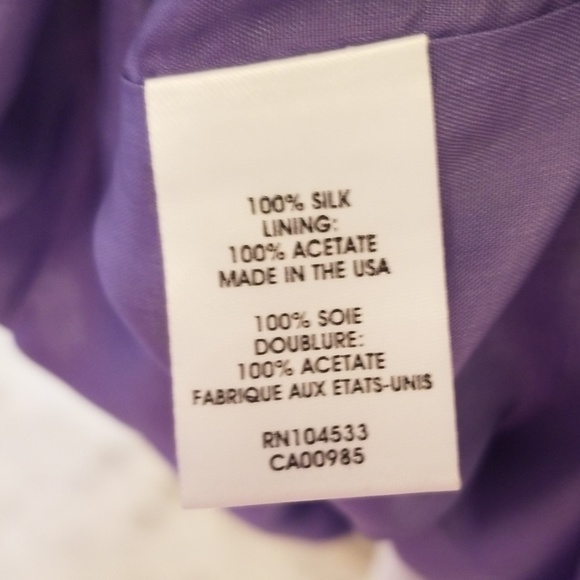 100% SILK
LINING:
100% ACETATE
MADE IN THE USA
100% SOIE
DOUBLURE:
100% ACETATE
FABRIQUE AUX ETATS-UNIS
RN104533
CA00985